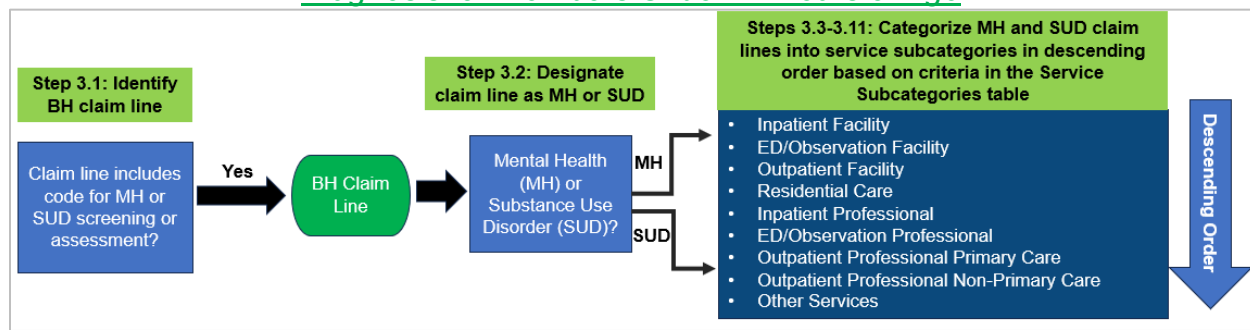 Step 3.1: Identify
BH claim line
Claim line includes
code for MH or
SUD screening or
assessment?
Yes
BH Claim
Line
Step 3.2: Designate
claim line as MH or SUD
Mental Health
(MH) or
Substance Use
Disorder (SUD)?
MH
SUD
Steps 3.3-3.11: Categorize MH and SUD claim
lines into service subcategories in descending
order based on criteria in the Service
Subcategories table
• Inpatient Facility
• ED/Observation Facility
• Outpatient Facility
• Residential Care
• Inpatient Professional
• ED/Observation Professional
• Outpatient Professional Primary Care
• Outpatient Professional Non-Primary Care
• Other Services
Descending Order